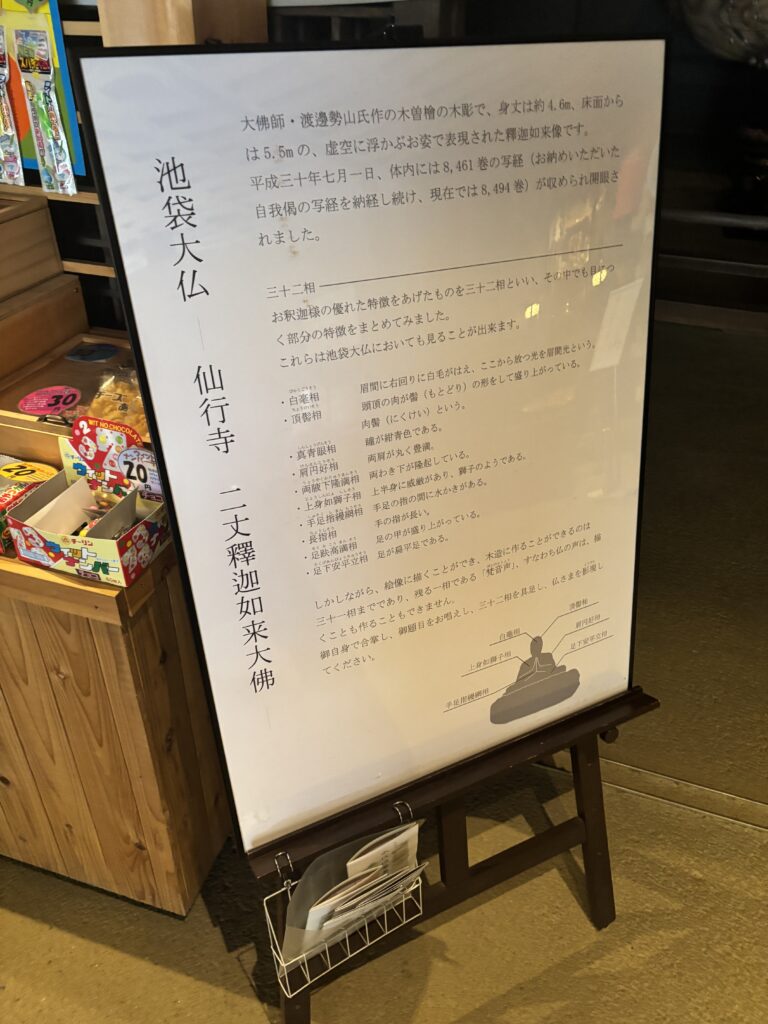 池袋大仏 ― 仙行寺 二丈釋迦如来大佛
大佛師・渡邊勢山氏作の木曽檜の木彫で、身丈は約4.6m、床面から
は5.5mの、虚空に浮かぶお姿で表現された釋迦如来像です。
平成三十年七月一日、体内には8,461巻の写経（お納めいただいた
自我偈の写経を納経し続け、現在では8,494巻）が収められ開眼さ
れました。
三十二相
お釈迦様の優れた特徴をあげたものを三十二相といい、その中でも目につ
く部分の特徴をまとめてみました。
これらは池袋大仏においても見ることが出来ます。
・白毫相 眉間に右回りに白毛がはえ、ここから放つ光を眉間光という。
・頂髻相 頭頂の肉が髻（もとどり）の形をして盛り上がっている。
肉髻（にくけい）という。
・真青眼相 瞳が紺青色である。
・肩円好相 両肩が丸く豊満。
・両腋下隆満相 両わき下が隆起している。
・上身如獅子相 上半身に威厳があり、獅子のようである。
・手足指縵網相 手足の指の間に水かきがある。
・長指相 手の指が長い。
・足趺高満相 足の甲が盛り上がっている。
・足下安平立相 足が扁平足である。
しかしながら、絵像に描くことができ、木造に作ることができるのは
三十一相までであり、残る一相である「梵音声」、すなわち仏の声は、描
くことも作ることもできません。
御自身で合掌し、御題目をお唱えし、三十二相を具足し、仏さまを影現し
てください。
白毫相
頂髻相
肩円好相
上身如獅子相
足下安平立相
手足指縵網相
30
WIT NO.CHOCOLATE
20
チーリン
ウィットナンバー
チョコ